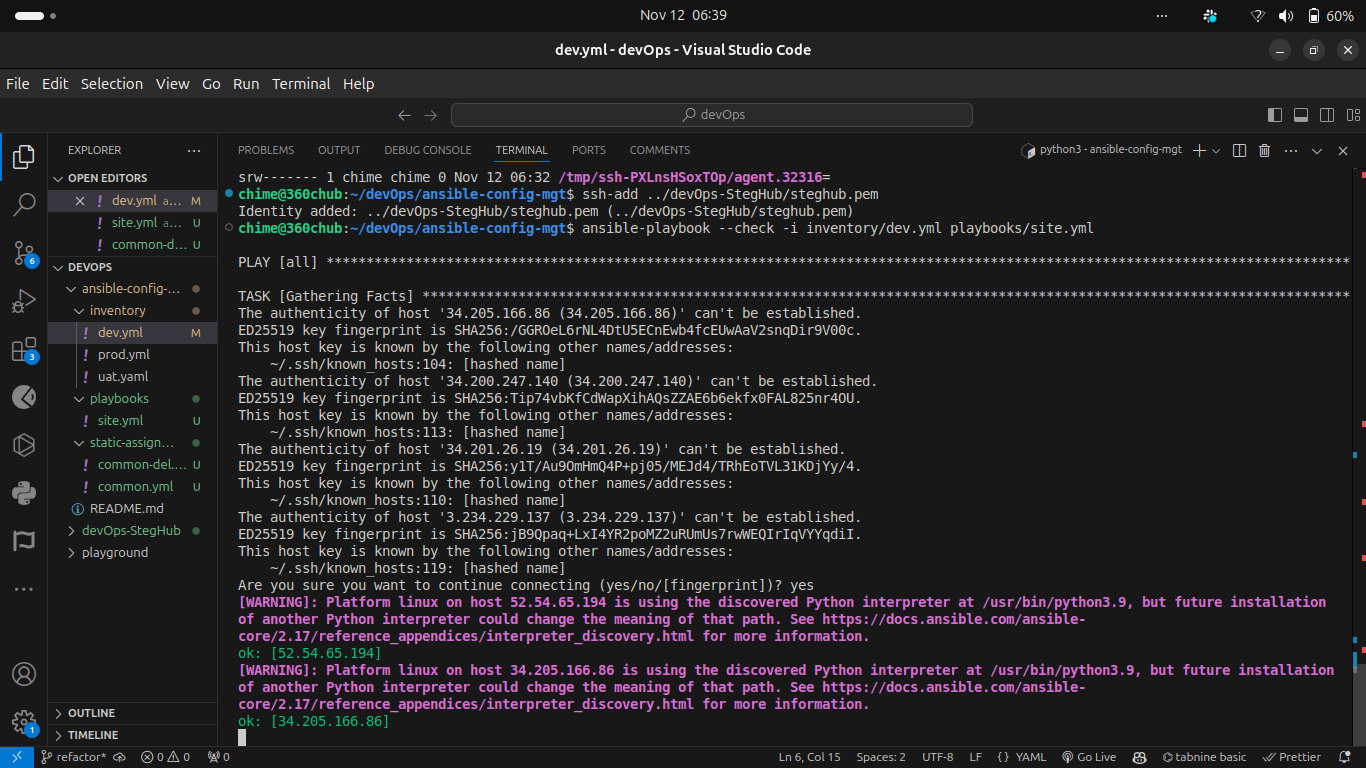 Nov 12 06:39
60%
dev.yml - devOps - Visual Studio Code
File Edit Selection View Go Run Terminal Help
devOps
EXPLORER
OPEN EDITORS
dev.yml a... M
site.yml a... U
common-d... U
DEVOPS
ansible-config-...
inventory
dev.yml M
prod.yml
uat.yaml
playbooks
site.yml U
static-assign...
common-del... U
common.yml U
README.md
devOps-StegHub
playground
OUTLINE
TIMELINE
6
3
1
PROBLEMS OUTPUT DEBUG CONSOLE TERMINAL PORTS COMMENTS
python3 - ansible-config-mgt
srw------- 1 chime chime 0 Nov 12 06:32 /tmp/ssh-PXLnsHSoxTOp/agent.32316=
chime@360chub:~/devOps/ansible-config-mgt$ ssh-add ../devOps-StegHub/steghub.pem
Identity added: ../devOps-StegHub/steghub.pem (../devOps-StegHub/steghub.pem)
chime@360chub:~/devOps/ansible-config-mgt$ ansible-playbook --check -i inventory/dev.yml playbooks/site.yml
PLAY [all] ********************************************************************************************************************************
TASK [Gathering Facts] ********************************************************************************************************************
The authenticity of host '34.205.166.86 (34.205.166.86)' can't be established.
ED25519 key fingerprint is SHA256:/GGROeL6rNL4DtU5ECnEwb4fcEUwAaV2snqDir9V00c.
This host key is known by the following other names/addresses:
~/.ssh/known_hosts:104: [hashed name]
The authenticity of host '34.200.247.140 (34.200.247.140)' can't be established.
ED25519 key fingerprint is SHA256:Tip74vbKfCdWapXihAQsZZAE6b6ekfx0FAL825nr4OU.
This host key is known by the following other names/addresses:
~/.ssh/known_hosts:113: [hashed name]
The authenticity of host '34.201.26.19 (34.201.26.19)' can't be established.
ED25519 key fingerprint is SHA256:y1T/Au9OmHmQ4P+pj05/MEJd4/TRhEoTVL31KDjYy/4.
This host key is known by the following other names/addresses:
~/.ssh/known_hosts:110: [hashed name]
The authenticity of host '3.234.229.137 (3.234.229.137)' can't be established.
ED25519 key fingerprint is SHA256:jB9Qpaq+LxI4YR2poMZ2uRUmUs7rwWEQIrIqVYYqdiI.
This host key is known by the following other names/addresses:
~/.ssh/known_hosts:119: [hashed name]
Are you sure you want to continue connecting (yes/no/[fingerprint])? yes
[WARNING]: Platform linux on host 52.54.65.194 is using the discovered Python interpreter at /usr/bin/python3.9, but future installation
of another Python interpreter could change the meaning of that path. See https://docs.ansible.com/ansible-
core/2.17/reference_appendices/interpreter_discovery.html for more information.
ok: [52.54.65.194]
[WARNING]: Platform linux on host 34.205.166.86 is using the discovered Python interpreter at /usr/bin/python3.9, but future installation
of another Python interpreter could change the meaning of that path. See https://docs.ansible.com/ansible-
core/2.17/reference_appendices/interpreter_discovery.html for more information.
ok: [34.205.166.86]
refactor* 0 0 0 Ln 6, Col 15 Spaces: 2 UTF-8 LF YAML Go Live tabnine basic Prettier